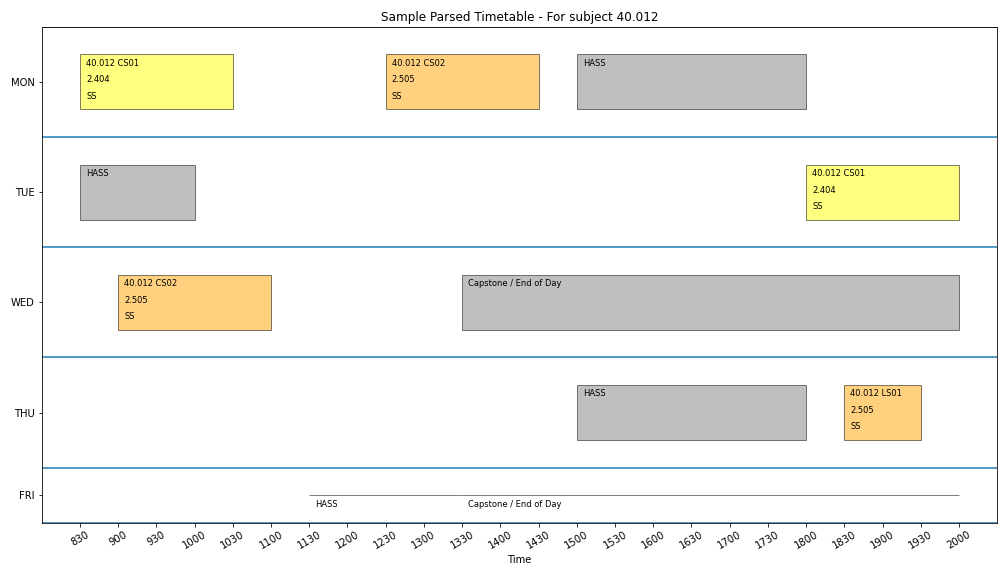 Sample Parsed Timetable - For subject 40.012
MON
40.012 CS01
2.404
SS
40.012 CS02
2.505
SS
HASS
TUE
HASS
40.012 CS01
2.404
SS
WED
40.012 CS02
2.505
SS
Capstone / End of Day
THU
HASS
40.012 LS01
2.505
SS
FRI
HASS
Capstone / End of Day
830 900 930 1000 1030 1100 1130 1200 1230 1300 1330 1400 1430 1500 1530 1600 1630 1700 1730 1800 1830 1900 1930 2000
Time